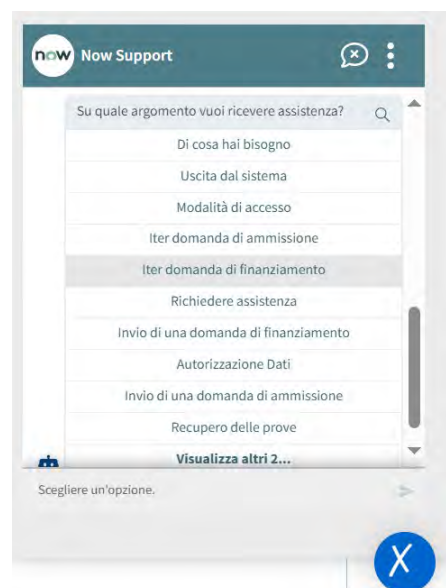 now Now Support
Su quale argomento vuoi ricevere assistenza?
Di cosa hai bisogno
Uscita dal sistema
Modalità di accesso
Iter domanda di ammissione
Iter domanda di finanziamento
Richiedere assistenza
Invio di una domanda di finanziamento
Autorizzazione Dati
Invio di una domanda di ammissione
Recupero delle prove
Visualizza altri 2...
Scegliere un'opzione.